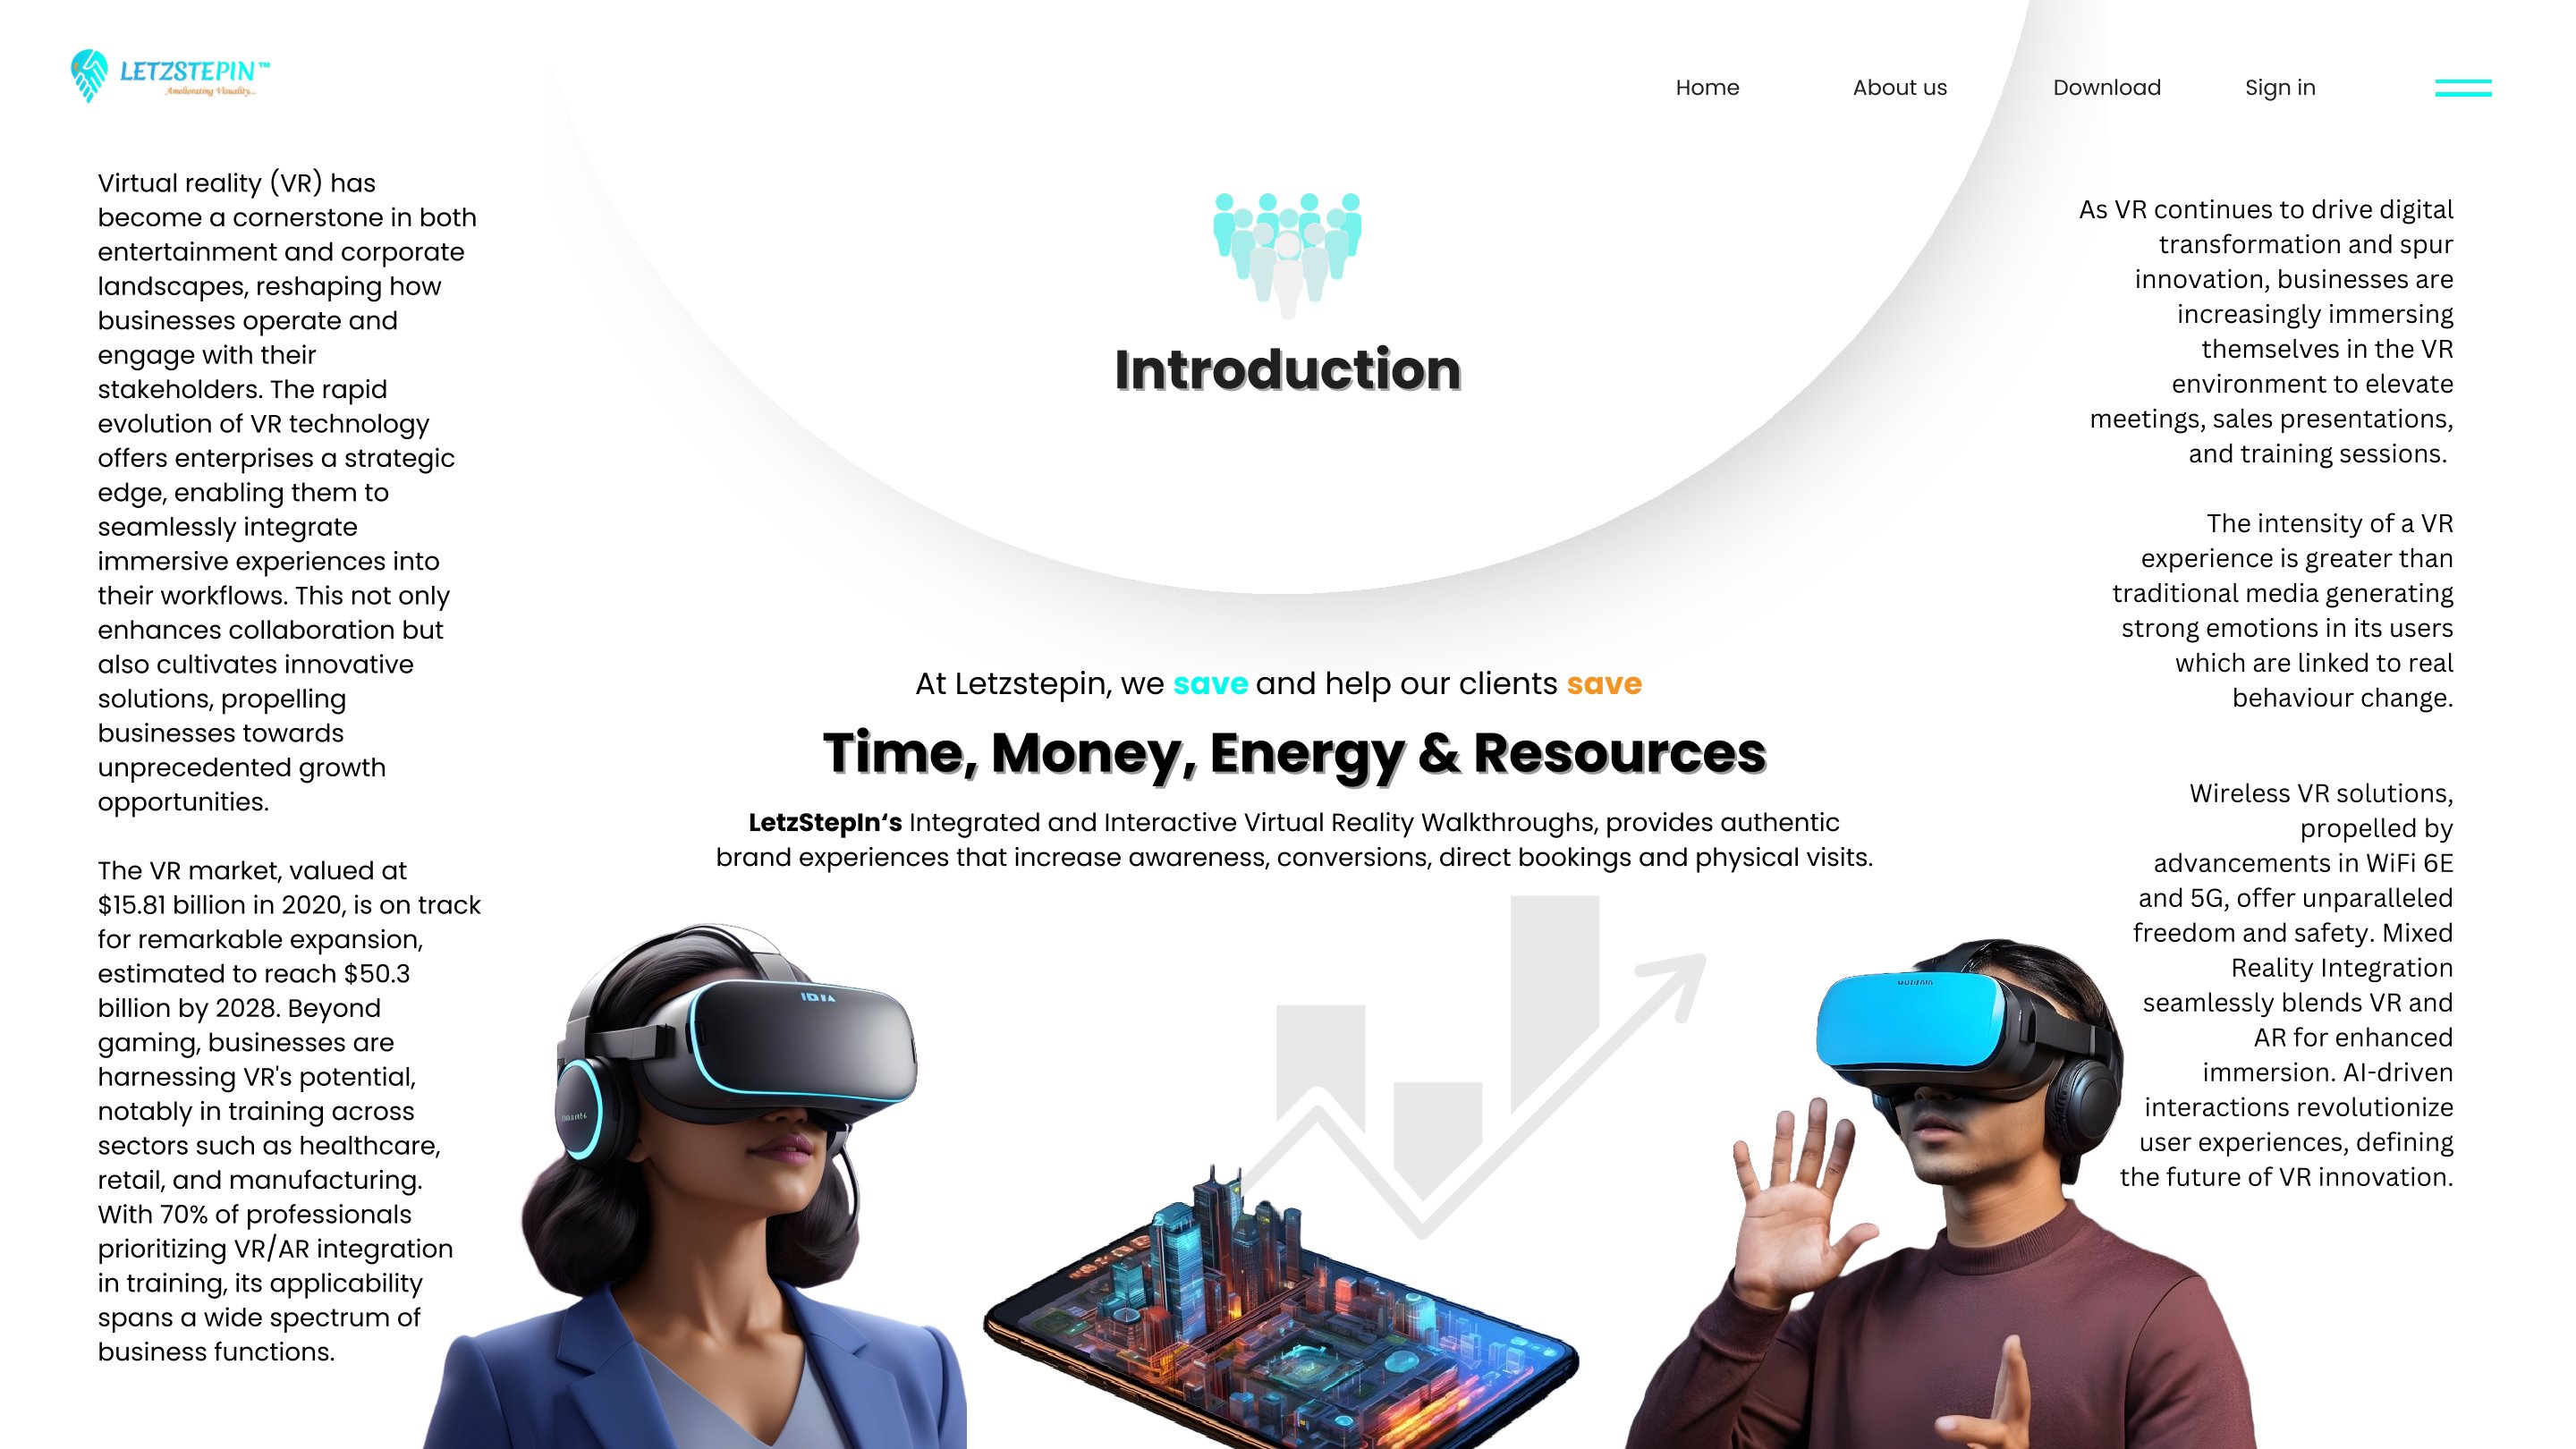 LETZSTEPIN™
Ameliorating Visuality...
Home
About us
Download
Sign in
Virtual reality (VR) has
become a cornerstone in both
entertainment and corporate
landscapes, reshaping how
businesses operate and
engage with their
stakeholders. The rapid
evolution of VR technology
offers enterprises a strategic
edge, enabling them to
seamlessly integrate
immersive experiences into
their workflows. This not only
enhances collaboration but
also cultivates innovative
solutions, propelling
businesses towards
unprecedented growth
opportunities.
The VR market, valued at
$15.81 billion in 2020, is on track
for remarkable expansion,
estimated to reach $50.3
billion by 2028. Beyond
gaming, businesses are
harnessing VR's potential,
notably in training across
sectors such as healthcare,
retail, and manufacturing.
With 70% of professionals
prioritizing VR/AR integration
in training, its applicability
spans a wide spectrum of
business functions.
Introduction
At Letzstepin, we save and help our clients save
Time, Money, Energy & Resources
LetzStepIn‘s Integrated and Interactive Virtual Reality Walkthroughs, provides authentic
brand experiences that increase awareness, conversions, direct bookings and physical visits.
As VR continues to drive digital
transformation and spur
innovation, businesses are
increasingly immersing
themselves in the VR
environment to elevate
meetings, sales presentations,
and training sessions.
The intensity of a VR
experience is greater than
traditional media generating
strong emotions in its users
which are linked to real
behaviour change.
Wireless VR solutions,
propelled by
advancements in WiFi 6E
and 5G, offer unparalleled
freedom and safety. Mixed
Reality Integration
seamlessly blends VR and
AR for enhanced
immersion. AI-driven
interactions revolutionize
user experiences, defining
the future of VR innovation.